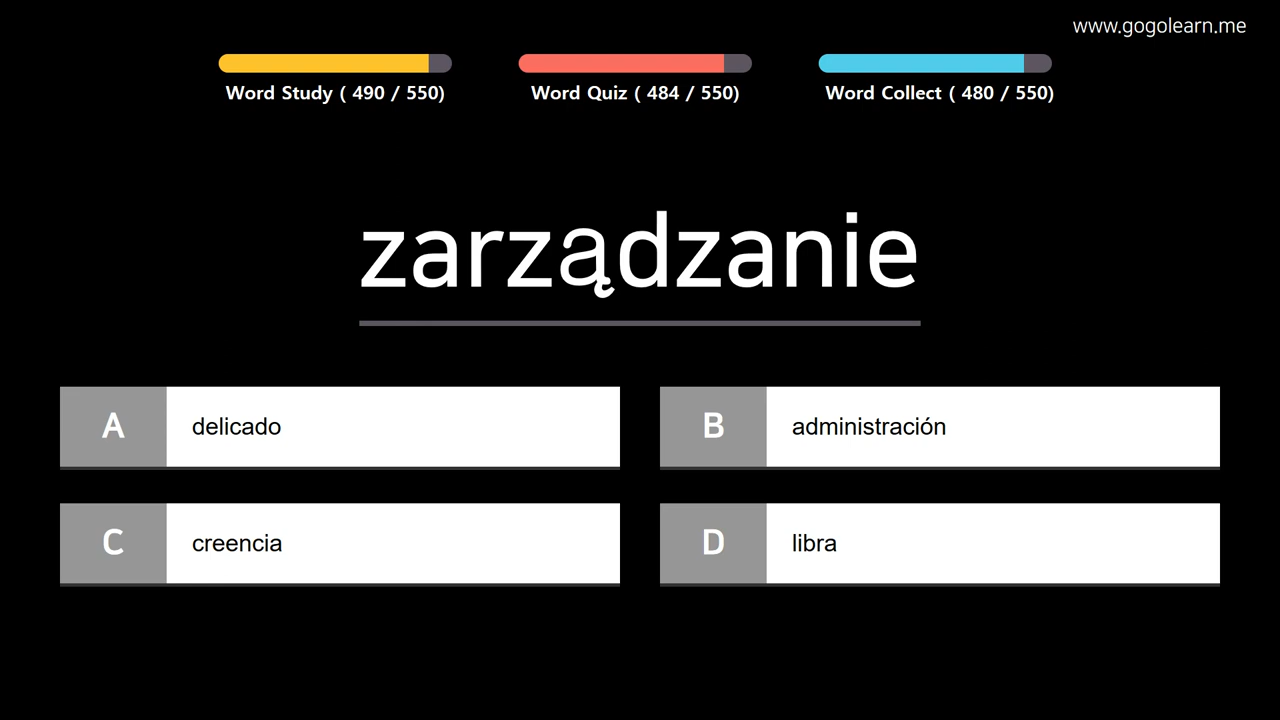 www.gogolearn.me
Word Study ( 490 / 550)
Word Quiz ( 484 / 550)
Word Collect ( 480 / 550)
zarządzanie
A delicado
B administración
C creencia
D libra